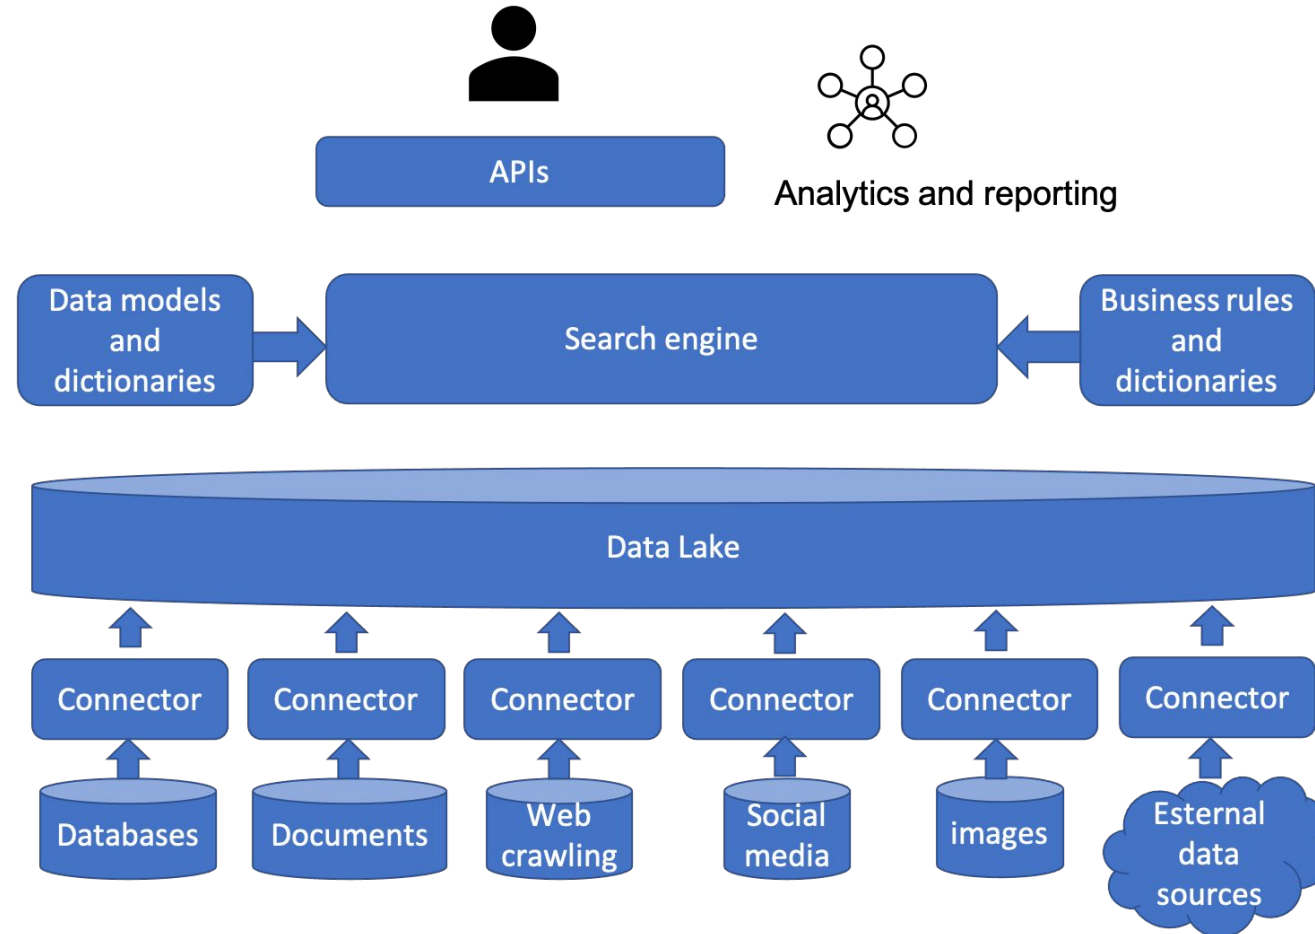 APIs
Analytics and reporting
Data models
and
dictionaries
Search engine
Business rules
and
dictionaries
Data Lake
Connector
Connector
Connector
Connector
Connector
Connector
Databases
Documents
Web
crawling
Social
media
images
Esternal
data
sources